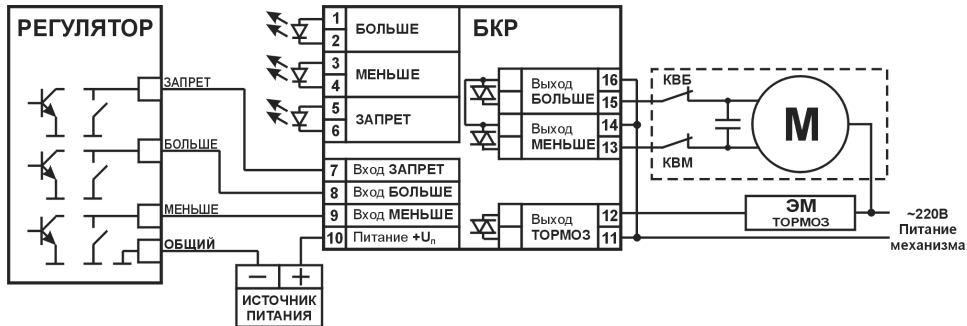 РЕГУЛЯТОР
ЗАПРЕТ
БОЛЬШЕ
МЕНЬШЕ
ОБЩИЙ
− +
ИСТОЧНИК
ПИТАНИЯ
БКР
1
2
БОЛЬШЕ
3
4
МЕНЬШЕ
5
6
ЗАПРЕТ
7 Вход ЗАПРЕТ
8 Вход БОЛЬШЕ
9 Вход МЕНЬШЕ
10 Питание +Uп
Выход
БОЛЬШЕ
16
15
Выход
МЕНЬШЕ
14
13
Выход
ТОРМОЗ
12
11
КВБ
КВМ
М
ЭМ
ТОРМОЗ
~220В
Питание
механизма